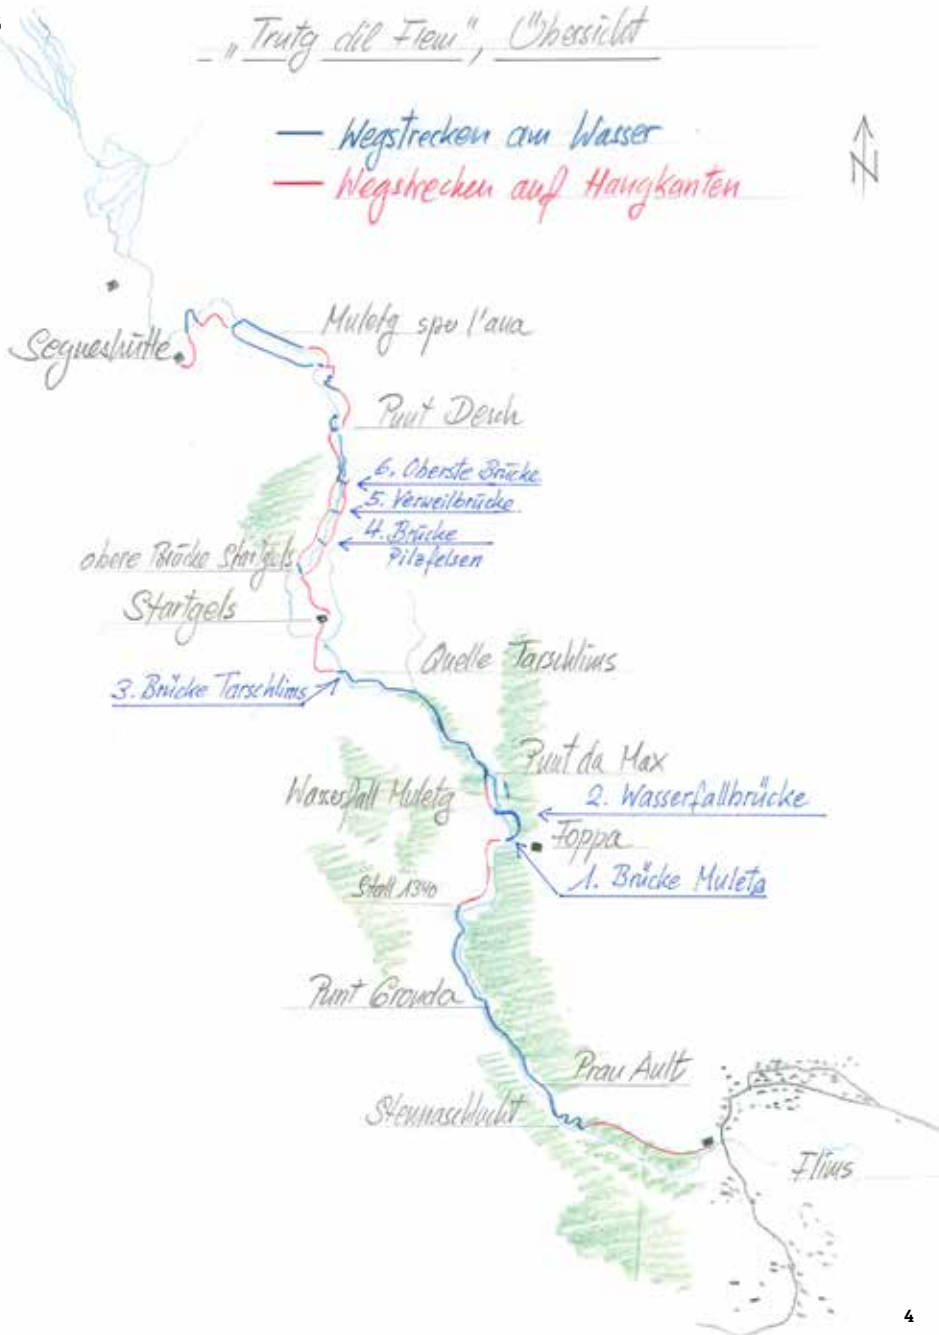 „Trutg dil Flem“, Übersicht
Wegstrecken am Wasser
Wegstrecken auf Hangkanten
N
Muletg spel l'aua
Segneshütte
Punt Desch
6. Oberste Brücke
5. Verweilbrücke
4. Brücke
Pilzfelsen
obere Brücke Startgels
Startgels
Quelle Tarschlims
3. Brücke Tarschlims
Punt da Max
Wasserfall Muletg
2. Wasserfallbrücke
Foppa
1. Brücke Muletg
Stall 1340
Punt Gronda
Prau Ault
Stennaschlucht
Flims
4